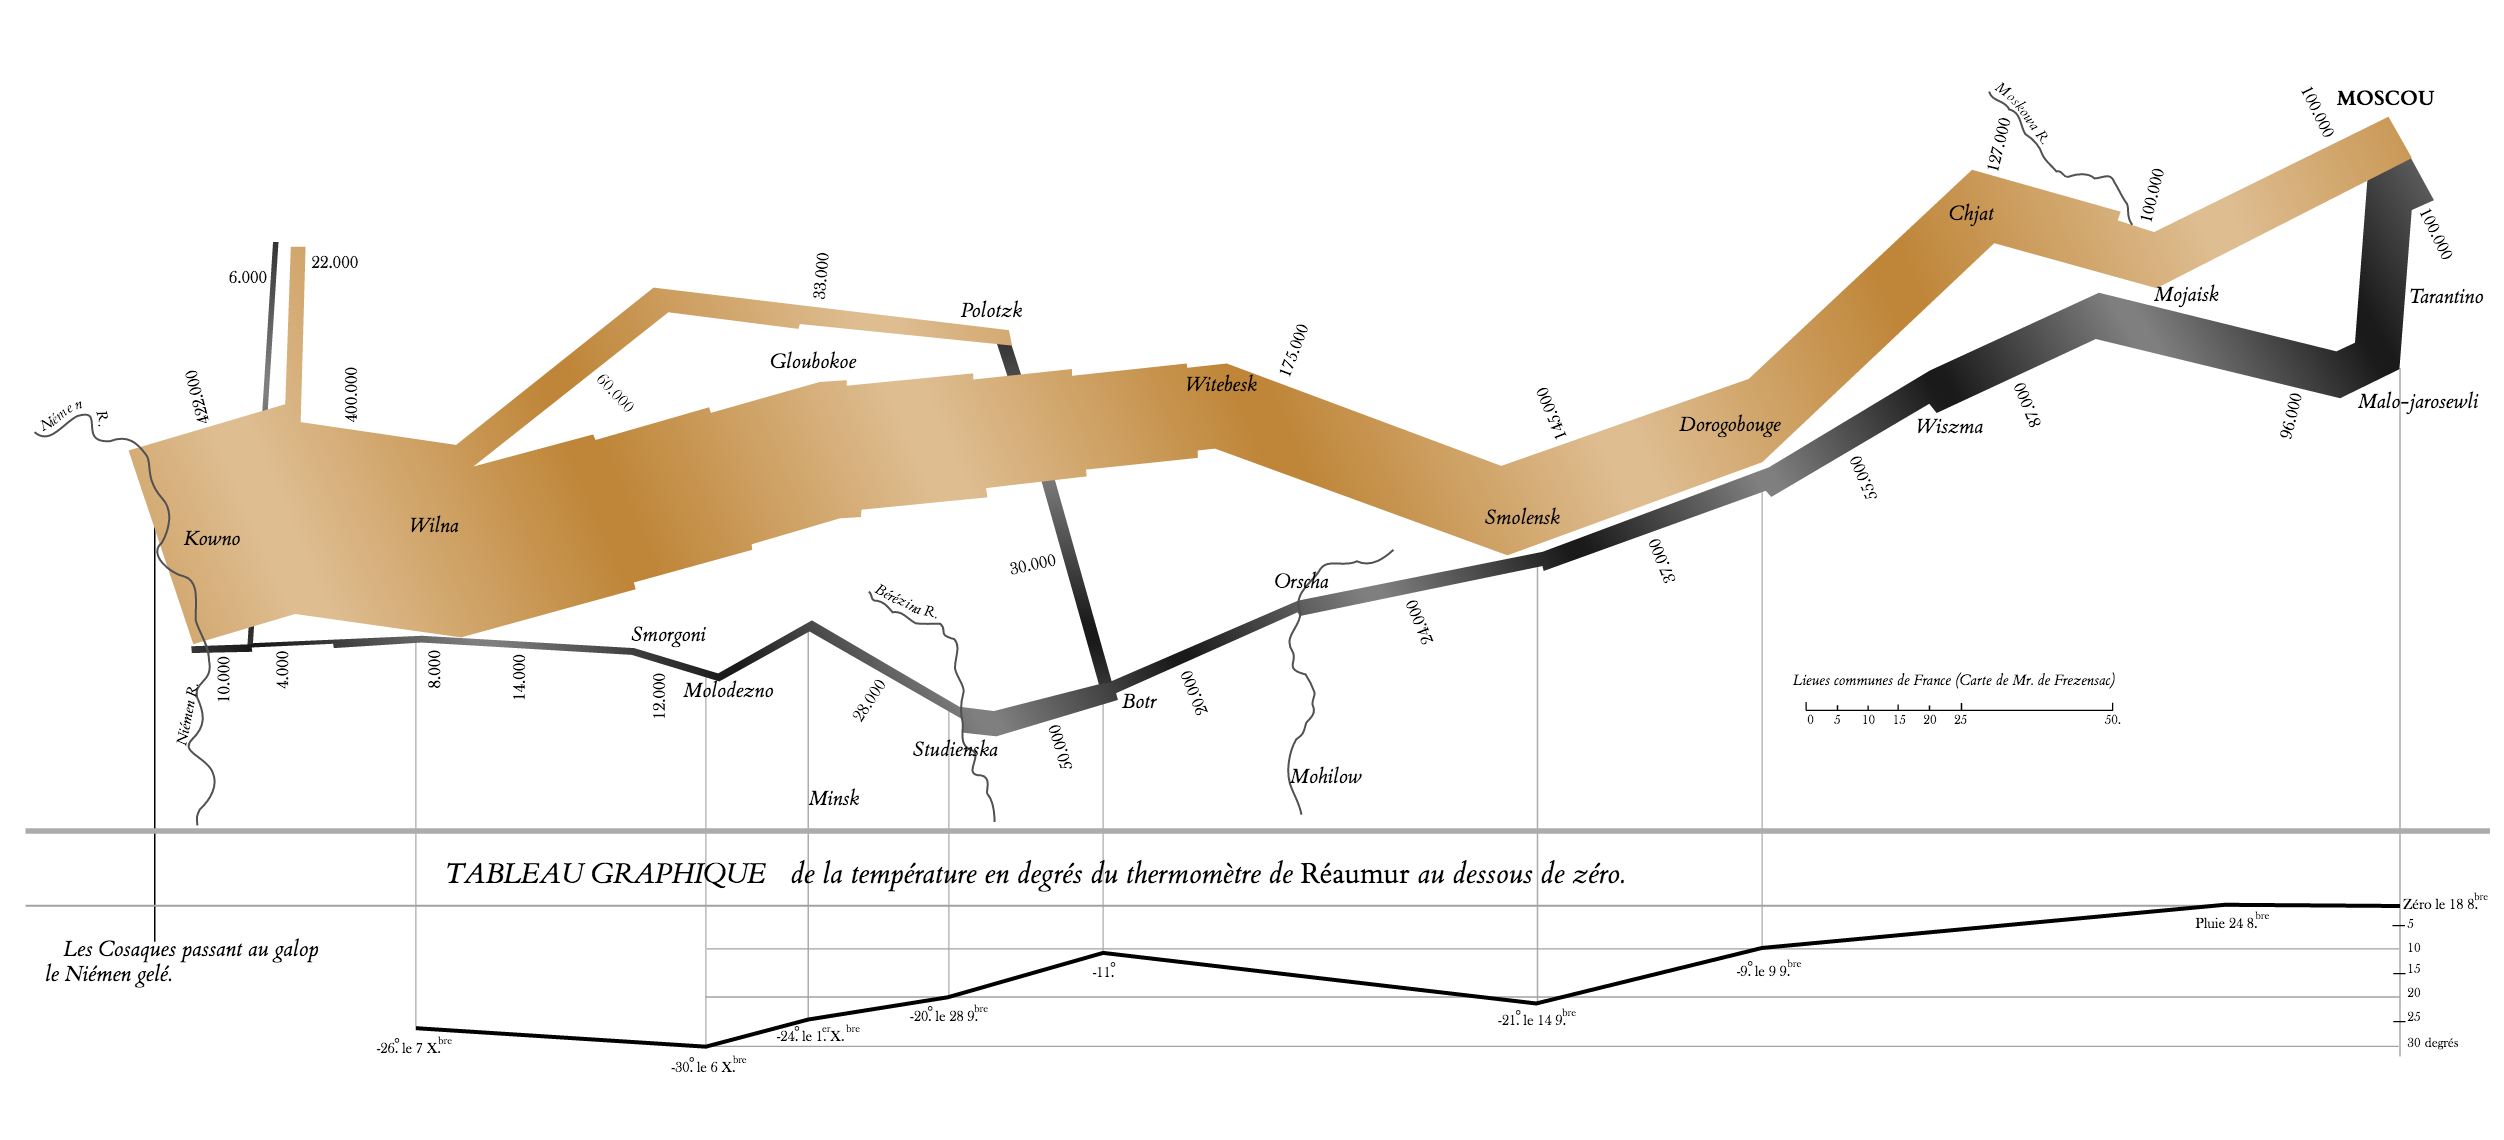 MOSCOU
Moskowa R.
100.000
127.000
100.000
Chjat
100.000
6.000
22.000
33.000
Tarantino
Mojaisk
Polotzk
Gloubokoe
175.000
Witebesk
422.000
400.000
60.000
Niémen
R.
145.000
Dorogobouge
Wiszma
87.000
96.000
Malo-jarosewli
Kowno
Wilna
Smolensk
55.000
30.000
Orscha
37.000
Bérézina R.
24.000
Smorgoni
10.000
4.000
8.000
14.000
12.000
Molodezno
28.000
Botr
20.000
Niémen R.
Studienska
50.000
Lieues communes de France (Carte de Mr. de Frezensac)
0 5 10 15 20 25 50.
Mohilow
Minsk
TABLEAU GRAPHIQUE de la température en degrés du thermomètre de Réaumur au dessous de zéro.
Les Cosaques passant au galop
le Niémen gelé.
Zéro le 18 8.bre
Pluie 24 8.bre
5
10
15
20
25
30 degrés
-26.° le 7 X.bre
-30.° le 6 X.bre
-24.° le 1.er X.bre
-20.° le 28 9.bre
-11.°
-21.° le 14 9.bre
-9.° le 9 9.bre